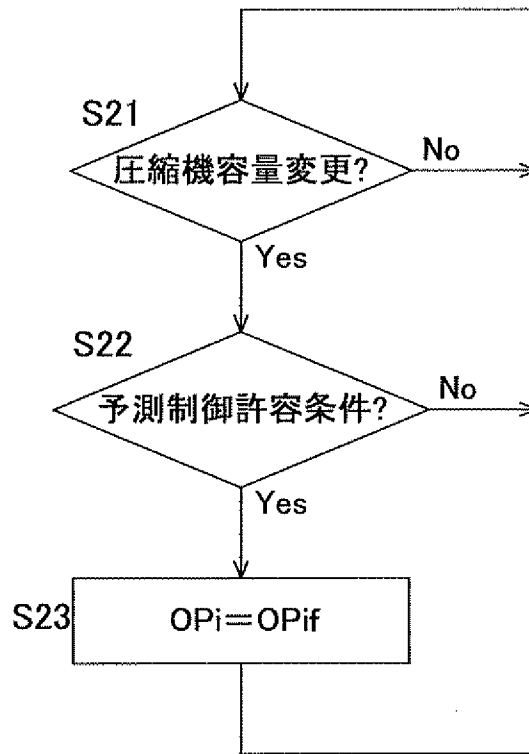 S21
圧縮機容量変更?
No
Yes
S22
予測制御許容条件?
No
Yes
S23
OPi＝OPif